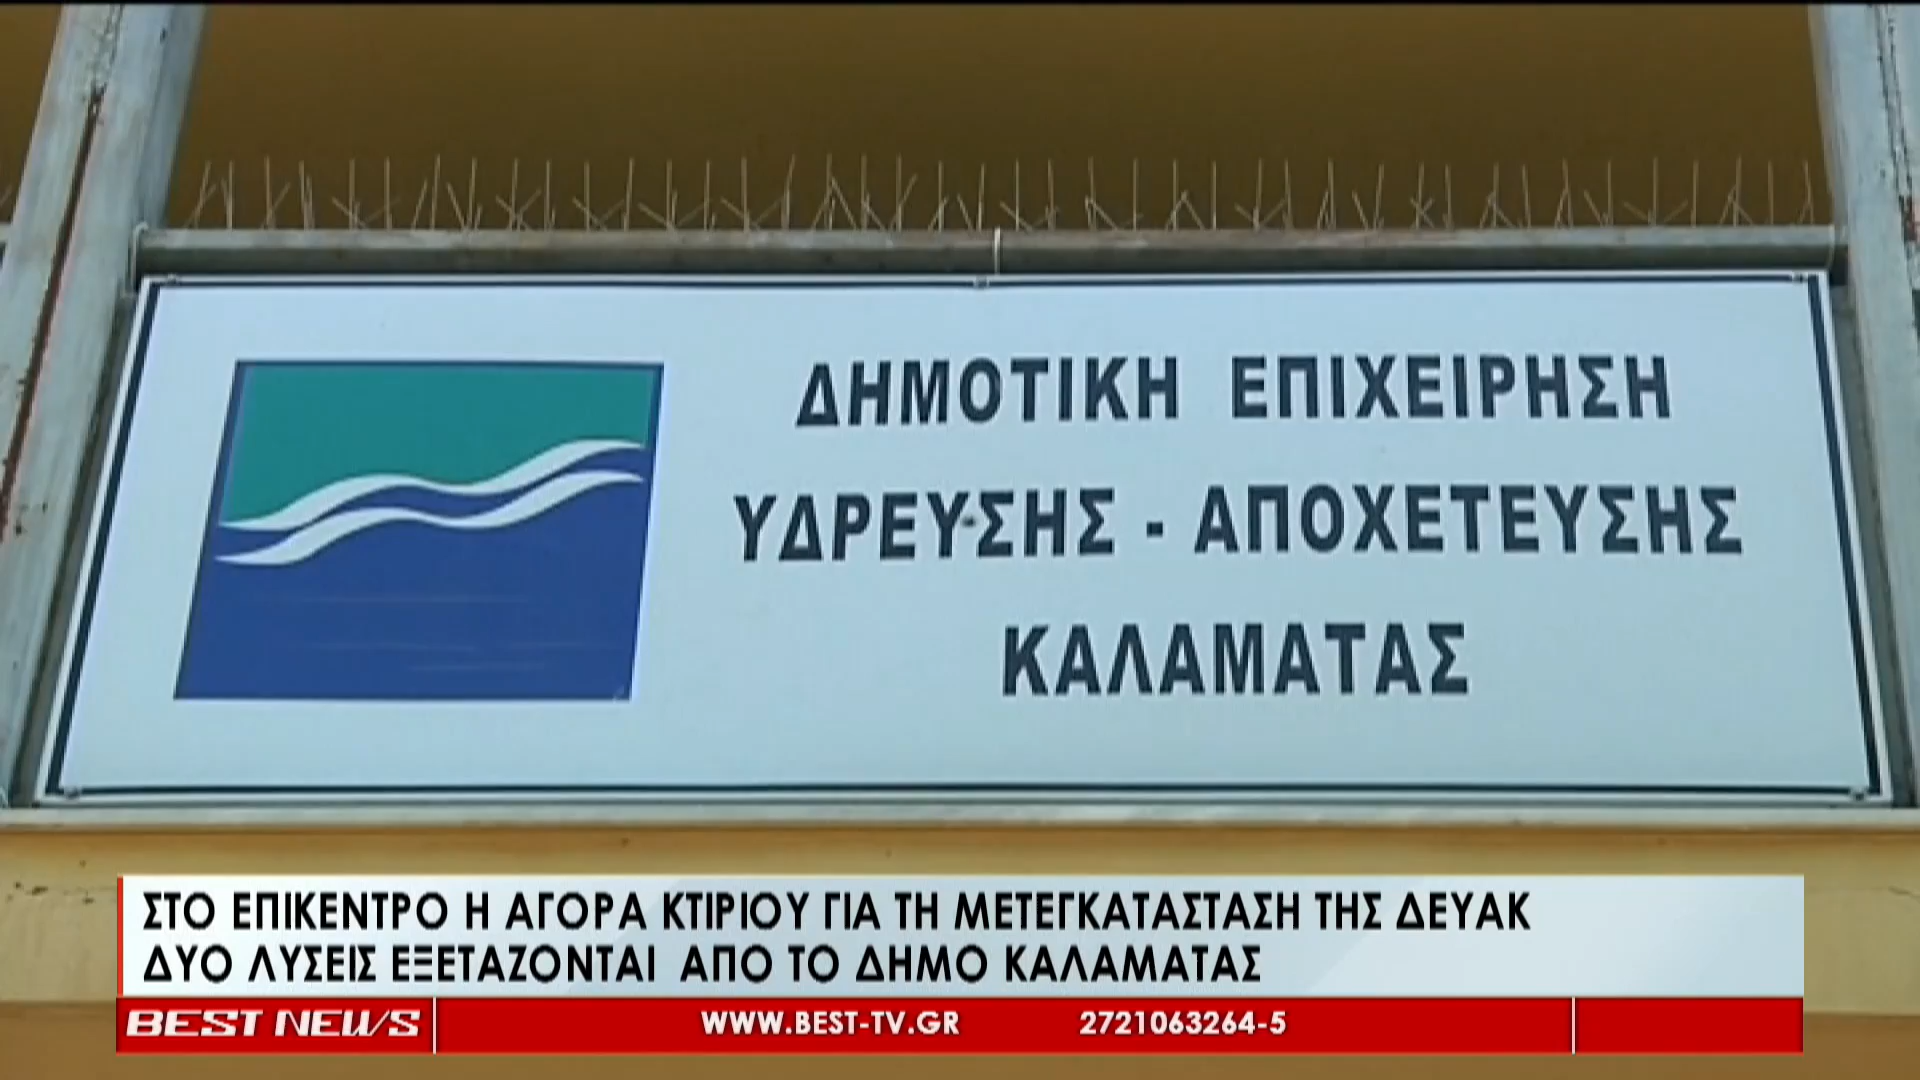 ΔΗΜΟΤΙΚΗ ΕΠΙΧΕΙΡΗΣΗ
ΥΔΡΕΥΣΗΣ - ΑΠΟΧΕΤΕΥΣΗΣ
ΚΑΛΑΜΑΤΑΣ
ΣΤΟ ΕΠΙΚΕΝΤΡΟ Η ΑΓΟΡΑ ΚΤΙΡΙΟΥ ΓΙΑ ΤΗ ΜΕΤΕΓΚΑΤΑΣΤΑΣΗ ΤΗΣ ΔΕΥΑΚ
ΔΥΟ ΛΥΣΕΙΣ ΕΞΕΤΑΖΟΝΤΑΙ ΑΠΟ ΤΟ ΔΗΜΟ ΚΑΛΑΜΑΤΑΣ
BEST NEWS WWW.BEST-TV.GR 2721063264-5